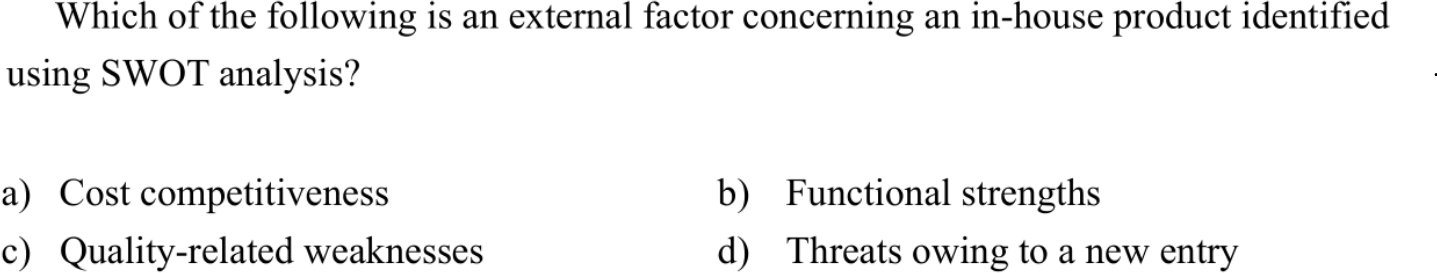 Which of the following is an external factor concerning an in-house product identified
using SWOT analysis?
a) Cost competitiveness b) Functional strengths
c) Quality-related weaknesses d) Threats owing to a new entry